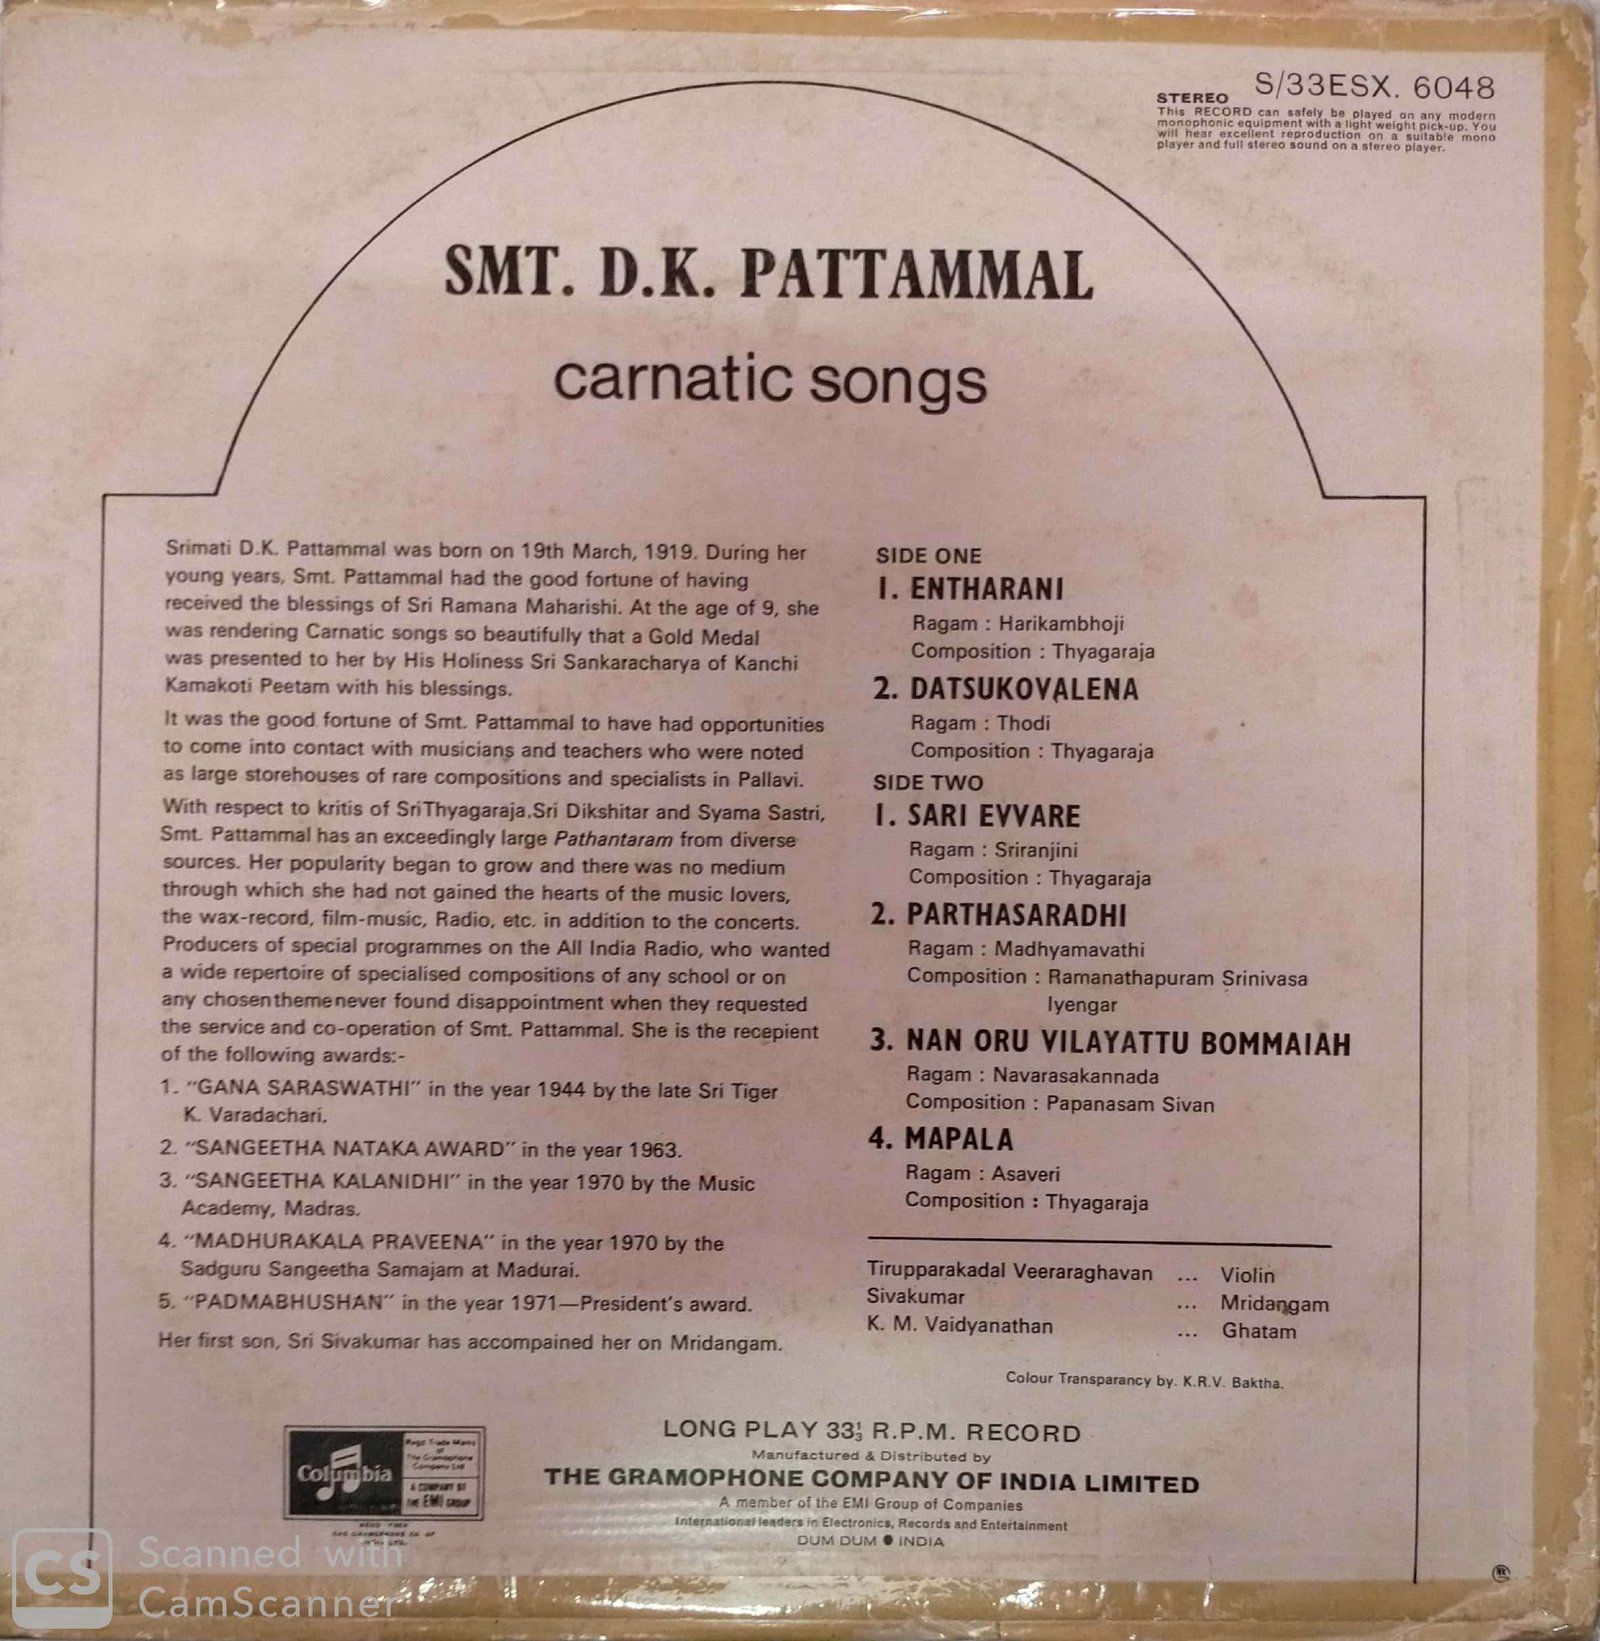 S/33ESX. 6048
STEREO
This RECORD can safely be played on any modern
monophonic equipment with a light weight pick-up. You
will hear excellent reproduction on a suitable mono
player and full stereo sound on a stereo player.
SMT. D.K. PATTAMMAL
carnatic songs
Srimati D.K. Pattammal was born on 19th March, 1919. During her
young years, Smt. Pattammal had the good fortune of having
received the blessings of Sri Ramana Maharishi. At the age of 9, she
was rendering Carnatic songs so beautifully that a Gold Medal
was presented to her by His Holiness Sri Sankaracharya of Kanchi
Kamakoti Peetam with his blessings.
It was the good fortune of Smt. Pattammal to have had opportunities
to come into contact with musicians and teachers who were noted
as large storehouses of rare compositions and specialists in Pallavi.
With respect to kritis of Sri Thyagaraja, Sri Dikshitar and Syama Sastri,
Smt. Pattammal has an exceedingly large Pathantaram from diverse
sources. Her popularity began to grow and there was no medium
through which she had not gained the hearts of the music lovers,
the wax-record, film-music, Radio, etc. in addition to the concerts.
Producers of special programmes on the All India Radio, who wanted
a wide repertoire of specialised compositions of any school or on
any chosen theme never found disappointment when they requested
the service and co-operation of Smt. Pattammal. She is the recepient
of the following awards:-
1. "GANA SARASWATHI" in the year 1944 by the late Sri Tiger
K. Varadachari.
2. "SANGEETHA NATAKA AWARD" in the year 1963.
3. "SANGEETHA KALANIDHI" in the year 1970 by the Music
Academy, Madras.
4. "MADHURAKALA PRAVEENA" in the year 1970 by the
Sadguru Sangeetha Samajam at Madurai.
5. "PADMABHUSHAN" in the year 1971—President's award.
Her first son, Sri Sivakumar has accompained her on Mridangam.
SIDE ONE
1. ENTHARANI
Ragam : Harikambhoji
Composition : Thyagaraja
2. DATSUKOVALENA
Ragam : Thodi
Composition : Thyagaraja
SIDE TWO
1. SARI EVVARE
Ragam : Sriranjini
Composition : Thyagaraja
2. PARTHASARADHI
Ragam : Madhyamavathi
Composition : Ramanathapuram Srinivasa
Iyengar
3. NAN ORU VILAYATTU BOMMAIAH
Ragam : Navarasakannada
Composition : Papanasam Sivan
4. MAPALA
Ragam : Asaveri
Composition : Thyagaraja
Tirupparakadal Veeraraghavan ... Violin
Sivakumar ... Mridangam
K. M. Vaidyanathan ... Ghatam
Colour Transparency by. K.R.V. Baktha.
Columbia
Regd Trade Marks
of
The Gramophone
Company Ltd
A COMPANY OF
THE EMI GROUP
LONG PLAY 33⅓ R.P.M. RECORD
Manufactured & Distributed by
THE GRAMOPHONE COMPANY OF INDIA LIMITED
A member of the EMI Group of Companies
International leaders in Electronics, Records and Entertainment
DUM DUM ● INDIA
CS Scanned with
CamScanner